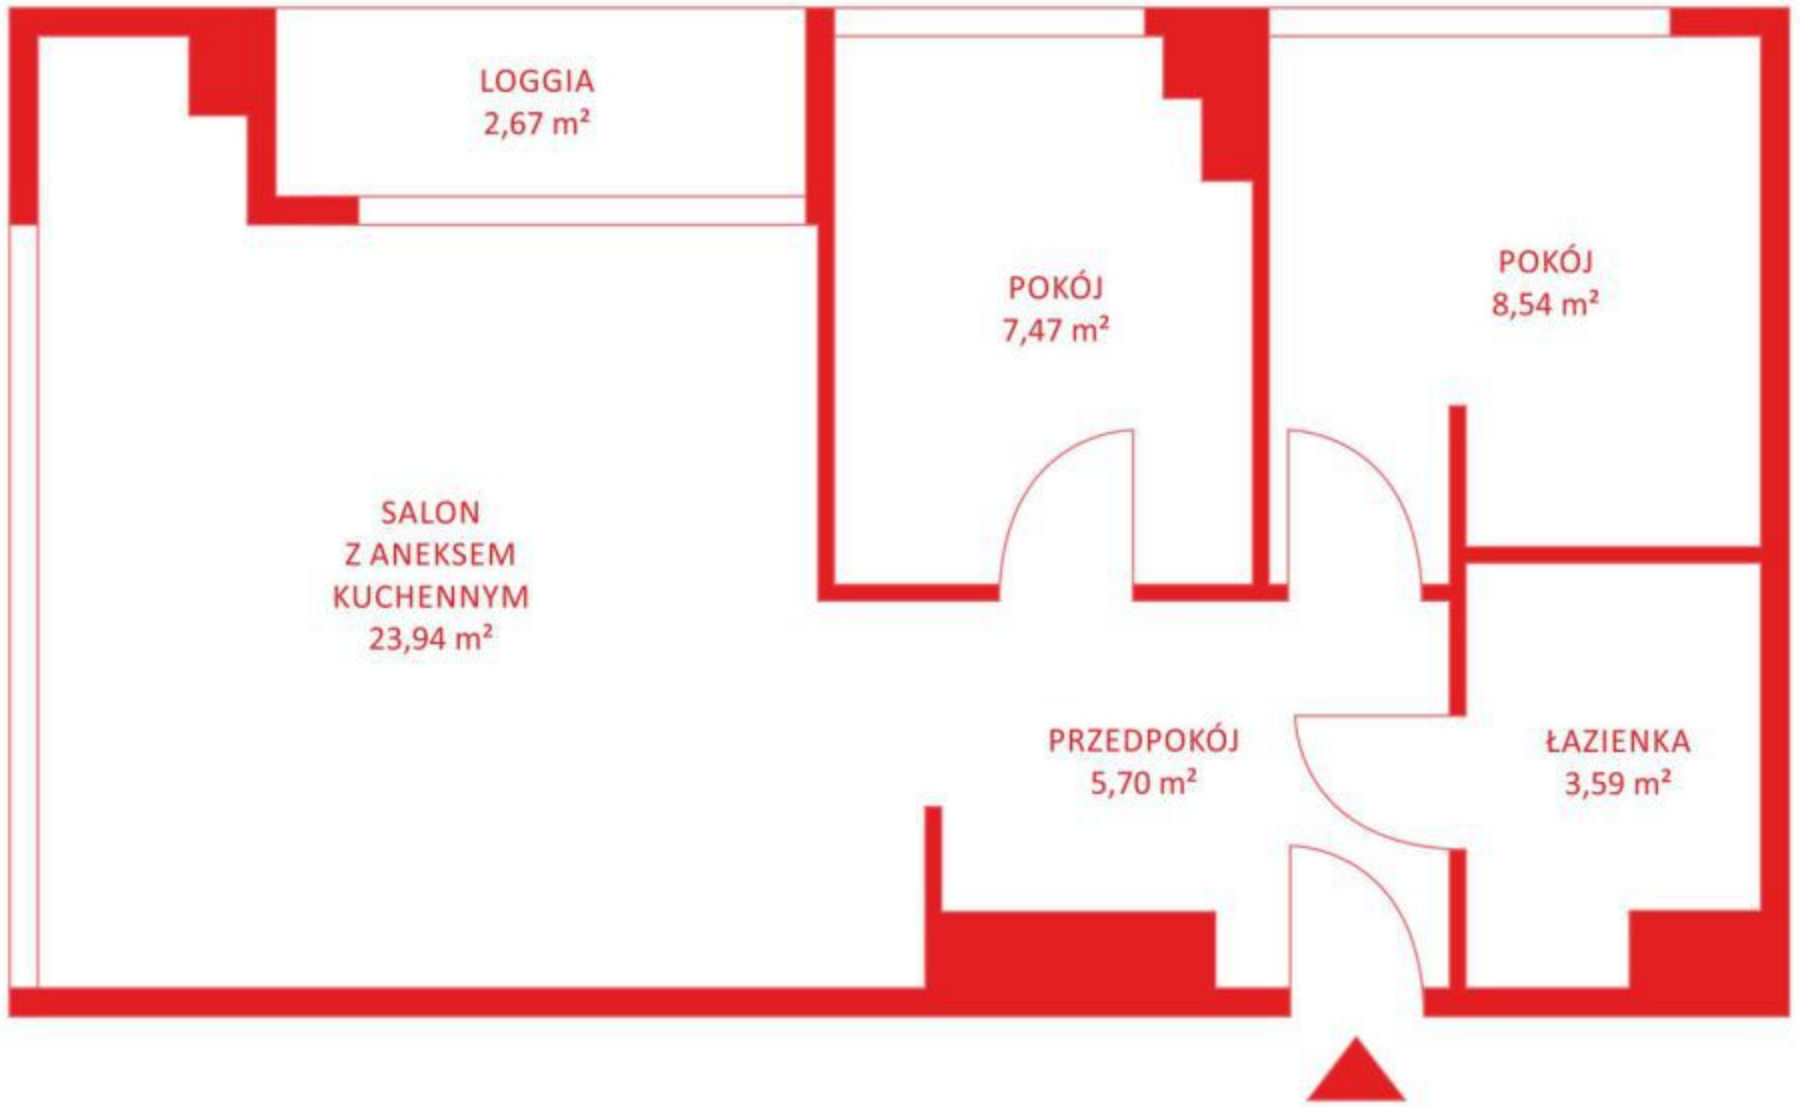 LOGGIA
2,67 m²
POKÓJ
7,47 m²
POKÓJ
8,54 m²
SALON
Z ANEKSEM
KUCHENNYM
23,94 m²
PRZEDPOKÓJ
5,70 m²
ŁAZIENKA
3,59 m²